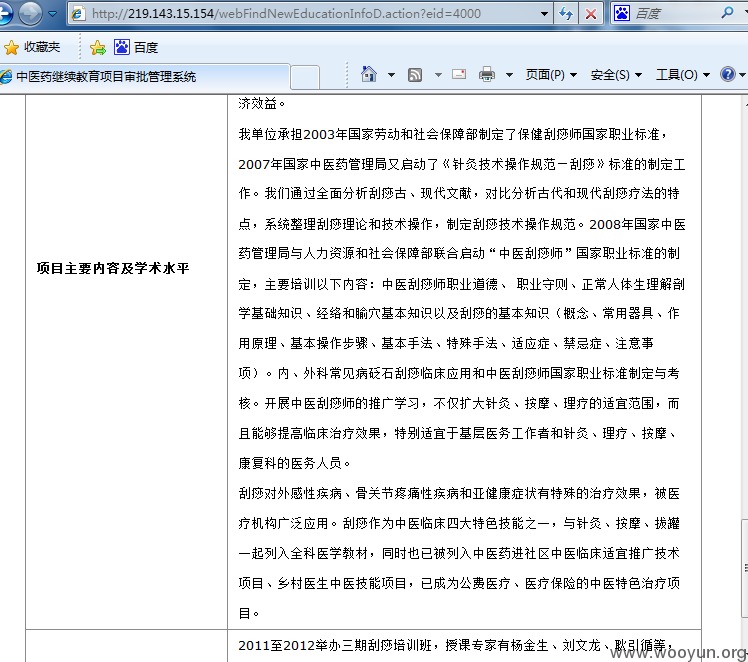 http://219.143.15.154/webFindNewEducationInfoD.action?eid=4000
百度
收藏夹
百度
中医药继续教育项目审批管理系统
页面(P)
安全(S)
工具(O)
济效益。
我单位承担2003年国家劳动和社会保障部制定了保健刮痧师国家职业标准，
2007年国家中医药管理局又启动了《针灸技术操作规范－刮痧》标准的制定工
作。我们通过全面分析刮痧古、现代文献，对比分析古代和现代刮痧疗法的特
点，系统整理刮痧理论和技术操作，制定刮痧技术操作规范。2008年国家中医
药管理局与人力资源和社会保障部联合启动“中医刮痧师”国家职业标准的制
定，主要培训以下内容：中医刮痧师职业道德、 职业守则、正常人体生理解剖
学基础知识、经络和腧穴基本知识以及刮痧的基本知识（概念、常用器具、作
用原理、基本操作步骤、基本手法、特殊手法、适应症、禁忌症、注意事
项）。内、外科常见病砭石刮痧临床应用和中医刮痧师国家职业标准制定与考
核。开展中医刮痧师的推广学习，不仅扩大针灸、按摩、理疗的适宜范围，而
且能够提高临床治疗效果，特别适宜于基层医务工作者和针灸、理疗、按摩、
康复科的医务人员。
刮痧对外感性疾病、骨关节疼痛性疾病和亚健康症状有特殊的治疗效果，被医
疗机构广泛应用。刮痧作为中医临床四大特色技能之一，与针灸、按摩、拔罐
一起列入全科医学教材，同时也已被列入中医药进社区中医临床适宜推广技术
项目、乡村医生中医技能项目，已成为公费医疗、医疗保险的中医特色治疗项
目。
项目主要内容及学术水平
2011至2012举办三期刮痧培训班，授课专家有杨金生、刘文龙、耿引循等，
www.wooyun.org